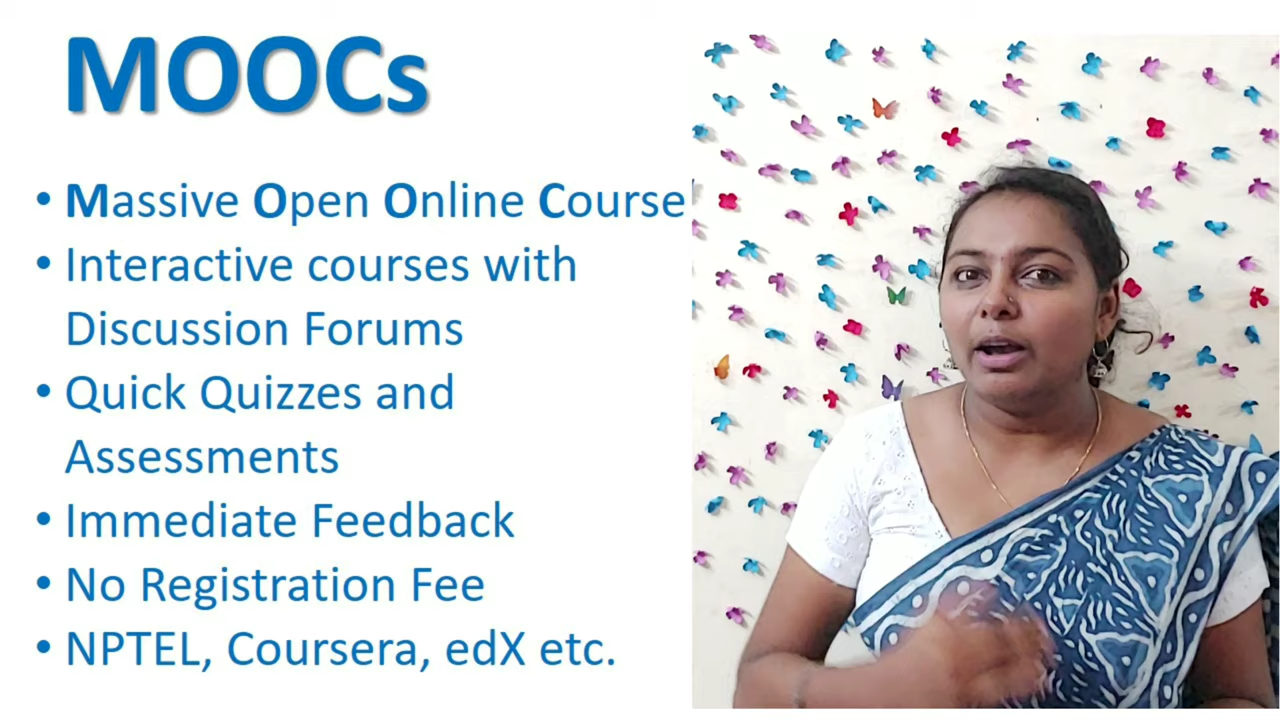 MOOCs
• Massive Open Online Course
• Interactive courses with
Discussion Forums
• Quick Quizzes and
Assessments
• Immediate Feedback
• No Registration Fee
• NPTEL, Coursera, edX etc.